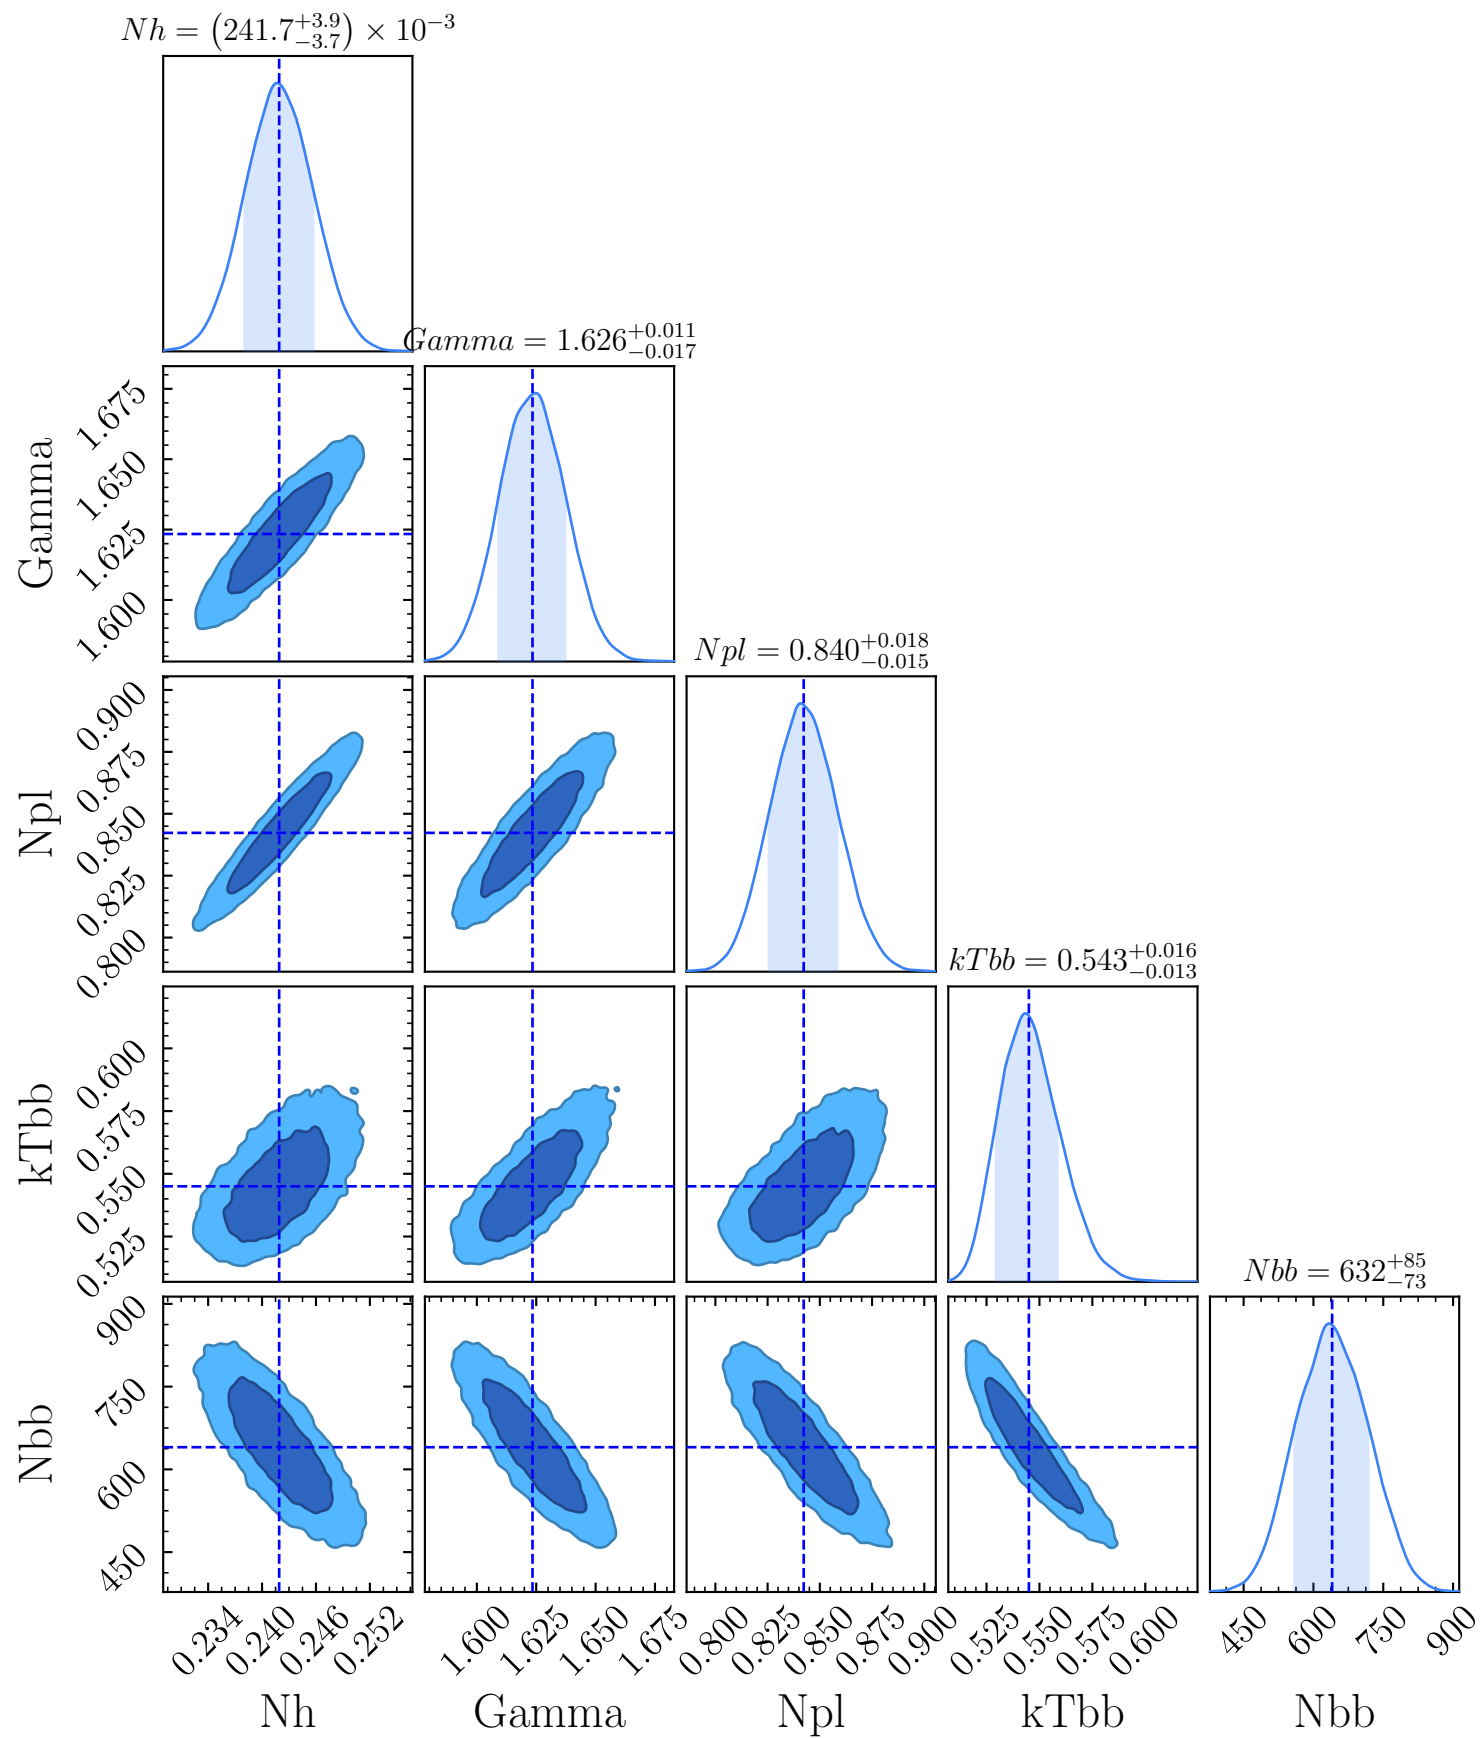 Nh = (241.7 +3.9 −3.7) × 10−3
Gamma = 1.626 +0.011 −0.017
1.675
1.650
1.625
1.600
Gamma
Npl = 0.840 +0.018 −0.015
0.900
0.875
0.850
0.825
0.800
Npl
kTbb = 0.543 +0.016 −0.013
0.600
0.575
0.550
0.525
kTbb
Nbb = 632 +85 −73
900
750
600
450
Nbb
0.234 0.240 0.246 0.252 1.600 1.625 1.650 1.675 0.800 0.825 0.850 0.875 0.900 0.525 0.550 0.575 0.600 450 600 750 900
Nh Gamma Npl kTbb Nbb